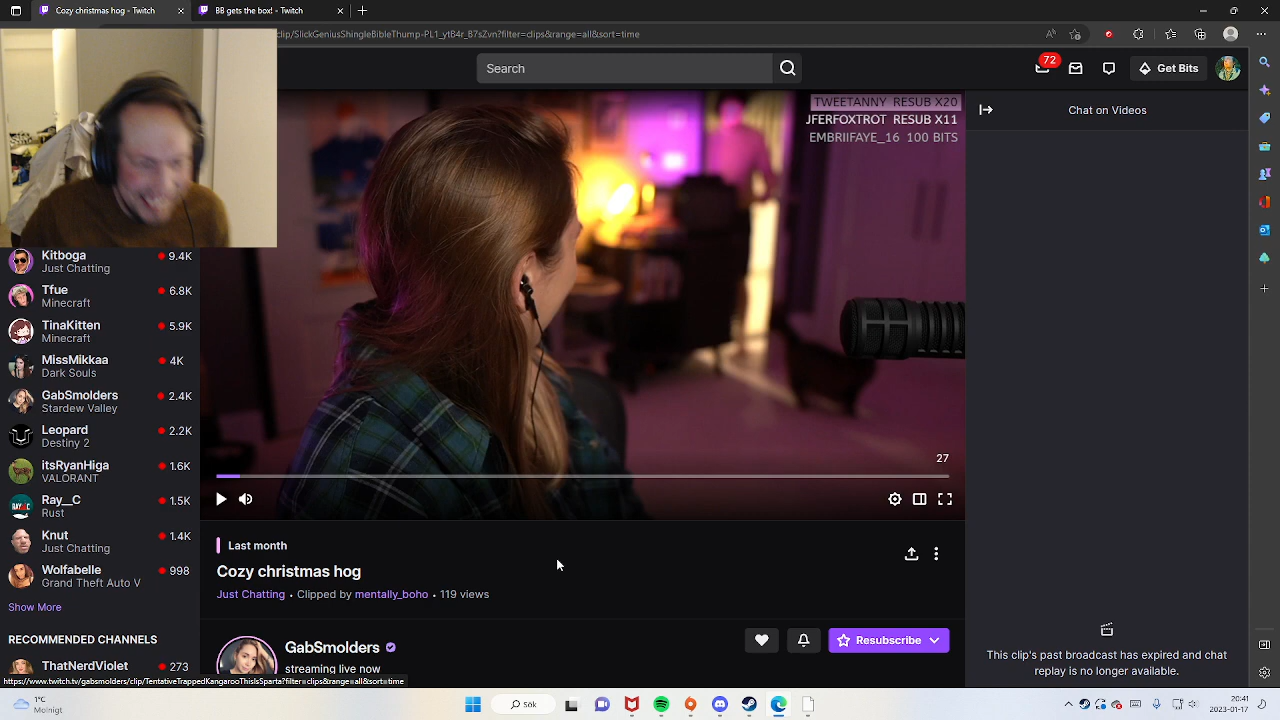 Cozy christmas hog - Twitch
BB gets the book! - Twitch
clip/SlickGeniusShingleBibleThump-PL1_yt64r_B7sZvn?filter=clips&range=all&sort=time
Search
72
Get Bits
TWEETANNY RESUB X20
JFERFOXTROT RESUB X11
EMBRIIFAYE_16 100 BITS
Chat on Videos
Kitboga
Just Chatting
9.4K
Tfue
Minecraft
6.8K
TinaKitten
Minecraft
5.9K
MissMikkaa
Dark Souls
4K
GabSmolders
Stardew Valley
2.4K
Leopard
Destiny 2
2.2K
itsRyanHiga
VALORANT
1.6K
Ray__C
Rust
1.5K
Knut
Just Chatting
1.4K
Wolfabelle
Grand Theft Auto V
998
Show More
RECOMMENDED CHANNELS
ThatNerdViolet
273
27
Last month
Cozy christmas hog
Just Chatting • Clipped by mentally_boho • 119 views
GabSmolders
streaming live now
Resubscribe
This clip's past broadcast has expired and chat
replay is no longer available.
https://www.twitch.tv/gabsmolders/clip/TentativeTrappedKangarooThisIsSparta?filter=clips&range=all&sort=time
1°C
Molnigt
Sök
20:41
2023-01-17